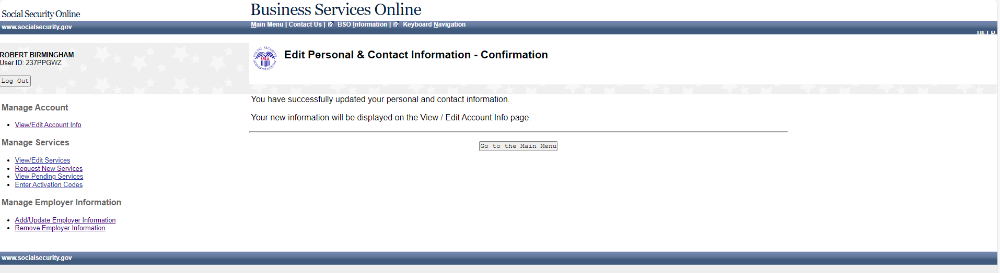 Social Security Online
Business Services Online
www.socialsecurity.gov
Main Menu | Contact Us | BSO Information | Keyboard Navigation
HELP
ROBERT BIRMINGHAM
User ID: 237PPGWZ
Log Out
SOCIAL SECURITY ADMINISTRATION
USA
Edit Personal & Contact Information - Confirmation
You have successfully updated your personal and contact information.
Your new information will be displayed on the View / Edit Account Info page.
Go to the Main Menu
Manage Account
View/Edit Account Info
Manage Services
View/Edit Services
Request New Services
View Pending Services
Enter Activation Codes
Manage Employer Information
Add/Update Employer Information
Remove Employer Information
www.socialsecurity.gov